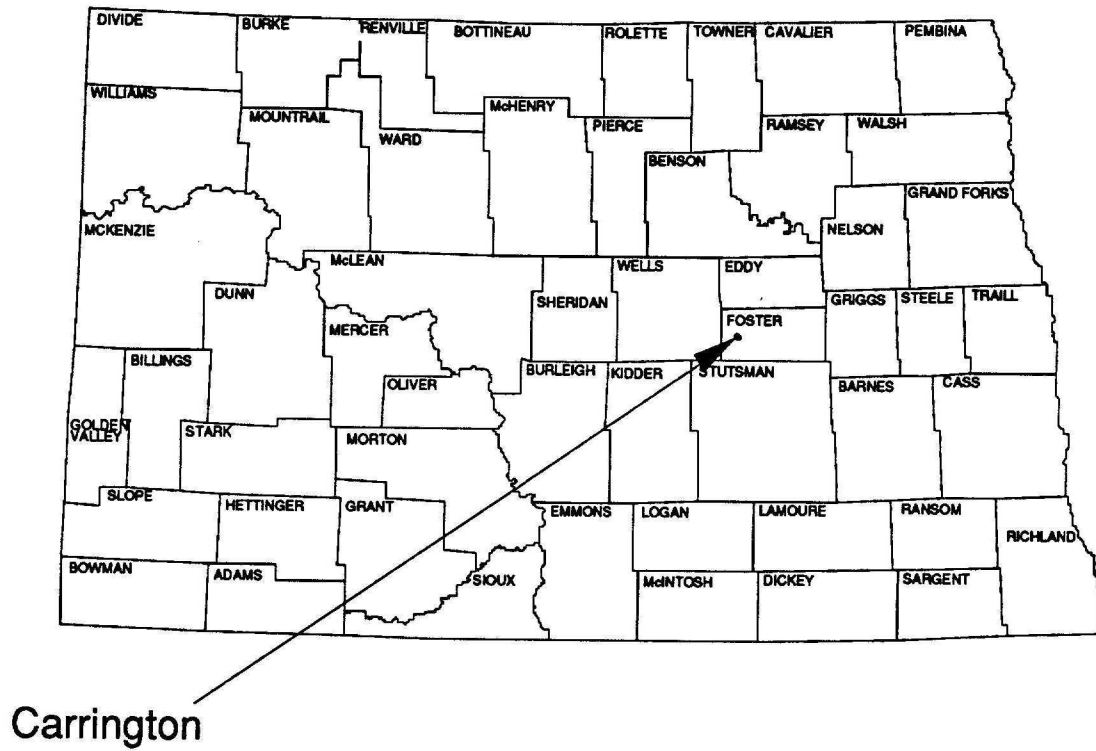 DIVIDE
BURKE
RENVILLE
BOTTINEAU
ROLETTE
TOWNER
CAVALIER
PEMBINA
WILLIAMS
MOUNTRAIL
WARD
McHENRY
PIERCE
BENSON
RAMSEY
WALSH
GRAND FORKS
MCKENZIE
NELSON
McLEAN
WELLS
EDDY
DUNN
SHERIDAN
GRIGGS
STEELE
TRAILL
MERCER
FOSTER
BILLINGS
OLIVER
BURLEIGH
KIDDER
STUTSMAN
BARNES
CASS
GOLDEN
VALLEY
STARK
MORTON
SLOPE
HETTINGER
GRANT
EMMONS
LOGAN
LAMOURE
RANSOM
RICHLAND
BOWMAN
ADAMS
SIOUX
McINTOSH
DICKEY
SARGENT
Carrington